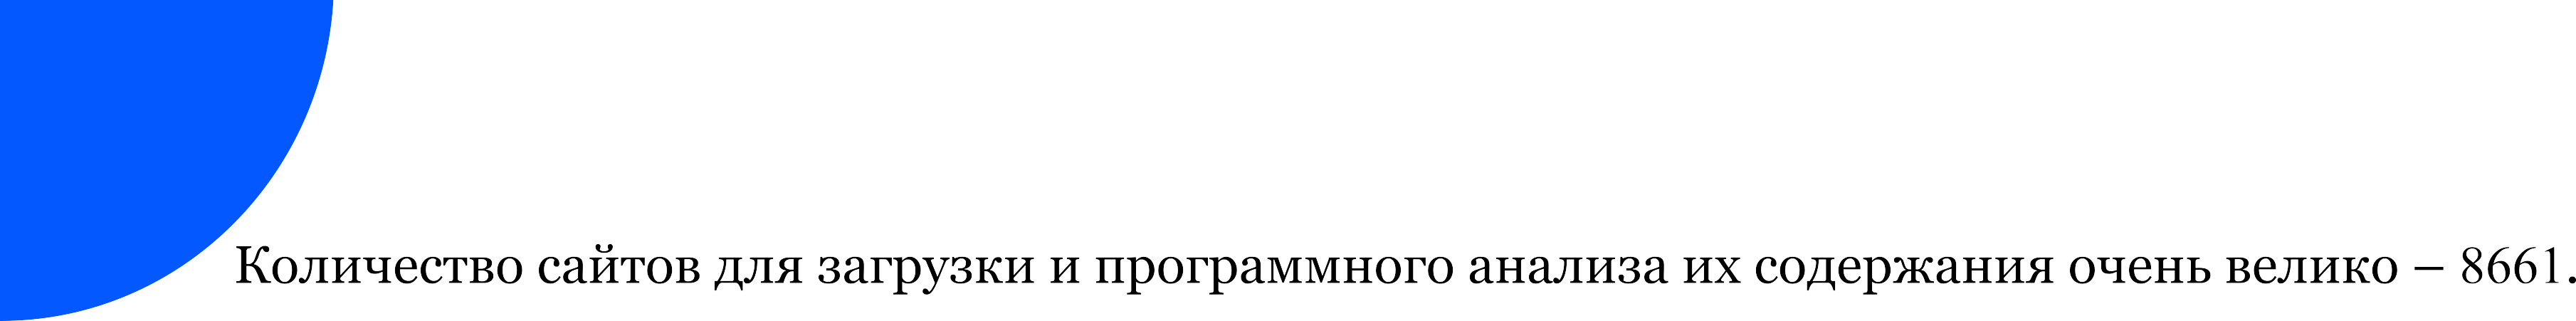 Количество сайтов для загрузки и программного анализа их содержания очень велико – 8661.